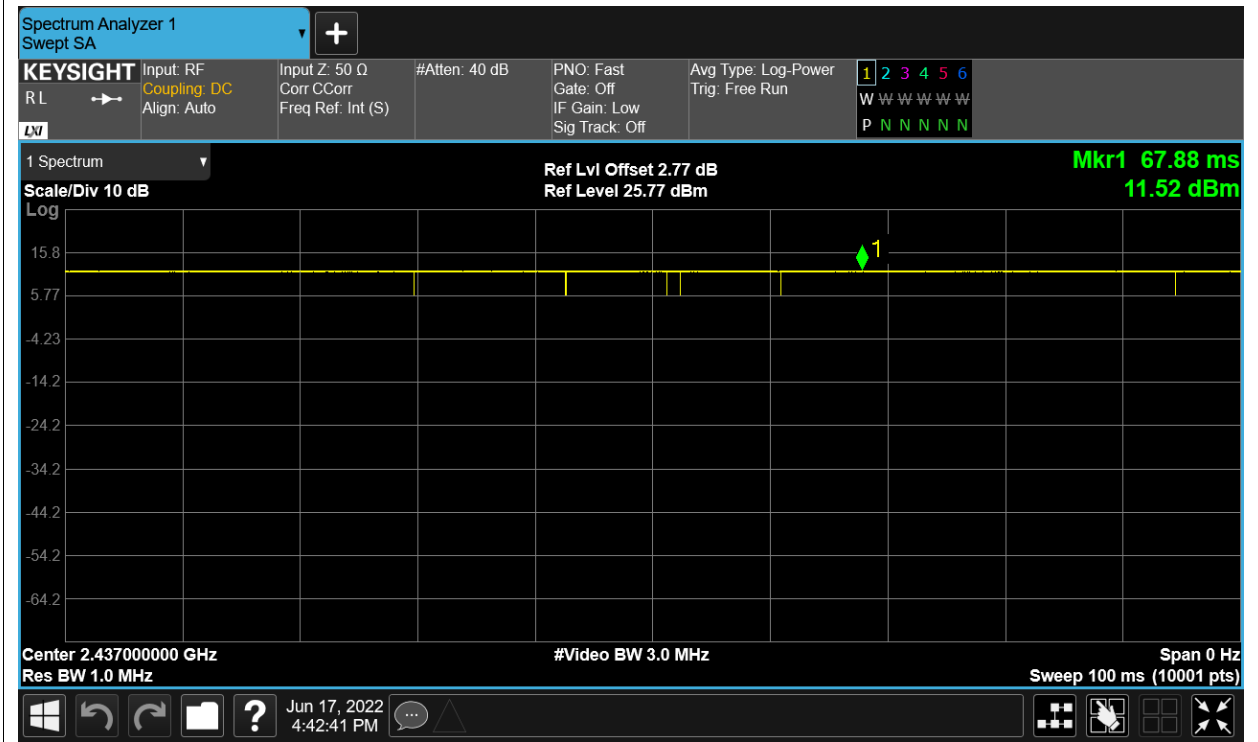 Spectrum Analyzer 1
Swept SA
KEYSIGHT
R L
LXI
Input: RF
Coupling: DC
Align: Auto
Input Z: 50 Ω
Corr CCorr
Freq Ref: Int (S)
#Atten: 40 dB
PNO: Fast
Gate: Off
IF Gain: Low
Sig Track: Off
Avg Type: Log-Power
Trig: Free Run
1 2 3 4 5 6
W W W W W W
P N N N N N
1 Spectrum
Scale/Div 10 dB
Ref Lvl Offset 2.77 dB
Ref Level 25.77 dBm
Mkr1 67.88 ms
11.52 dBm
Log
1
15.8
5.77
-4.23
-14.2
-24.2
-34.2
-44.2
-54.2
-64.2
Center 2.437000000 GHz
#Video BW 3.0 MHz
Span 0 Hz
Res BW 1.0 MHz
Sweep 100 ms (10001 pts)
?
Jun 17, 2022
4:42:41 PM